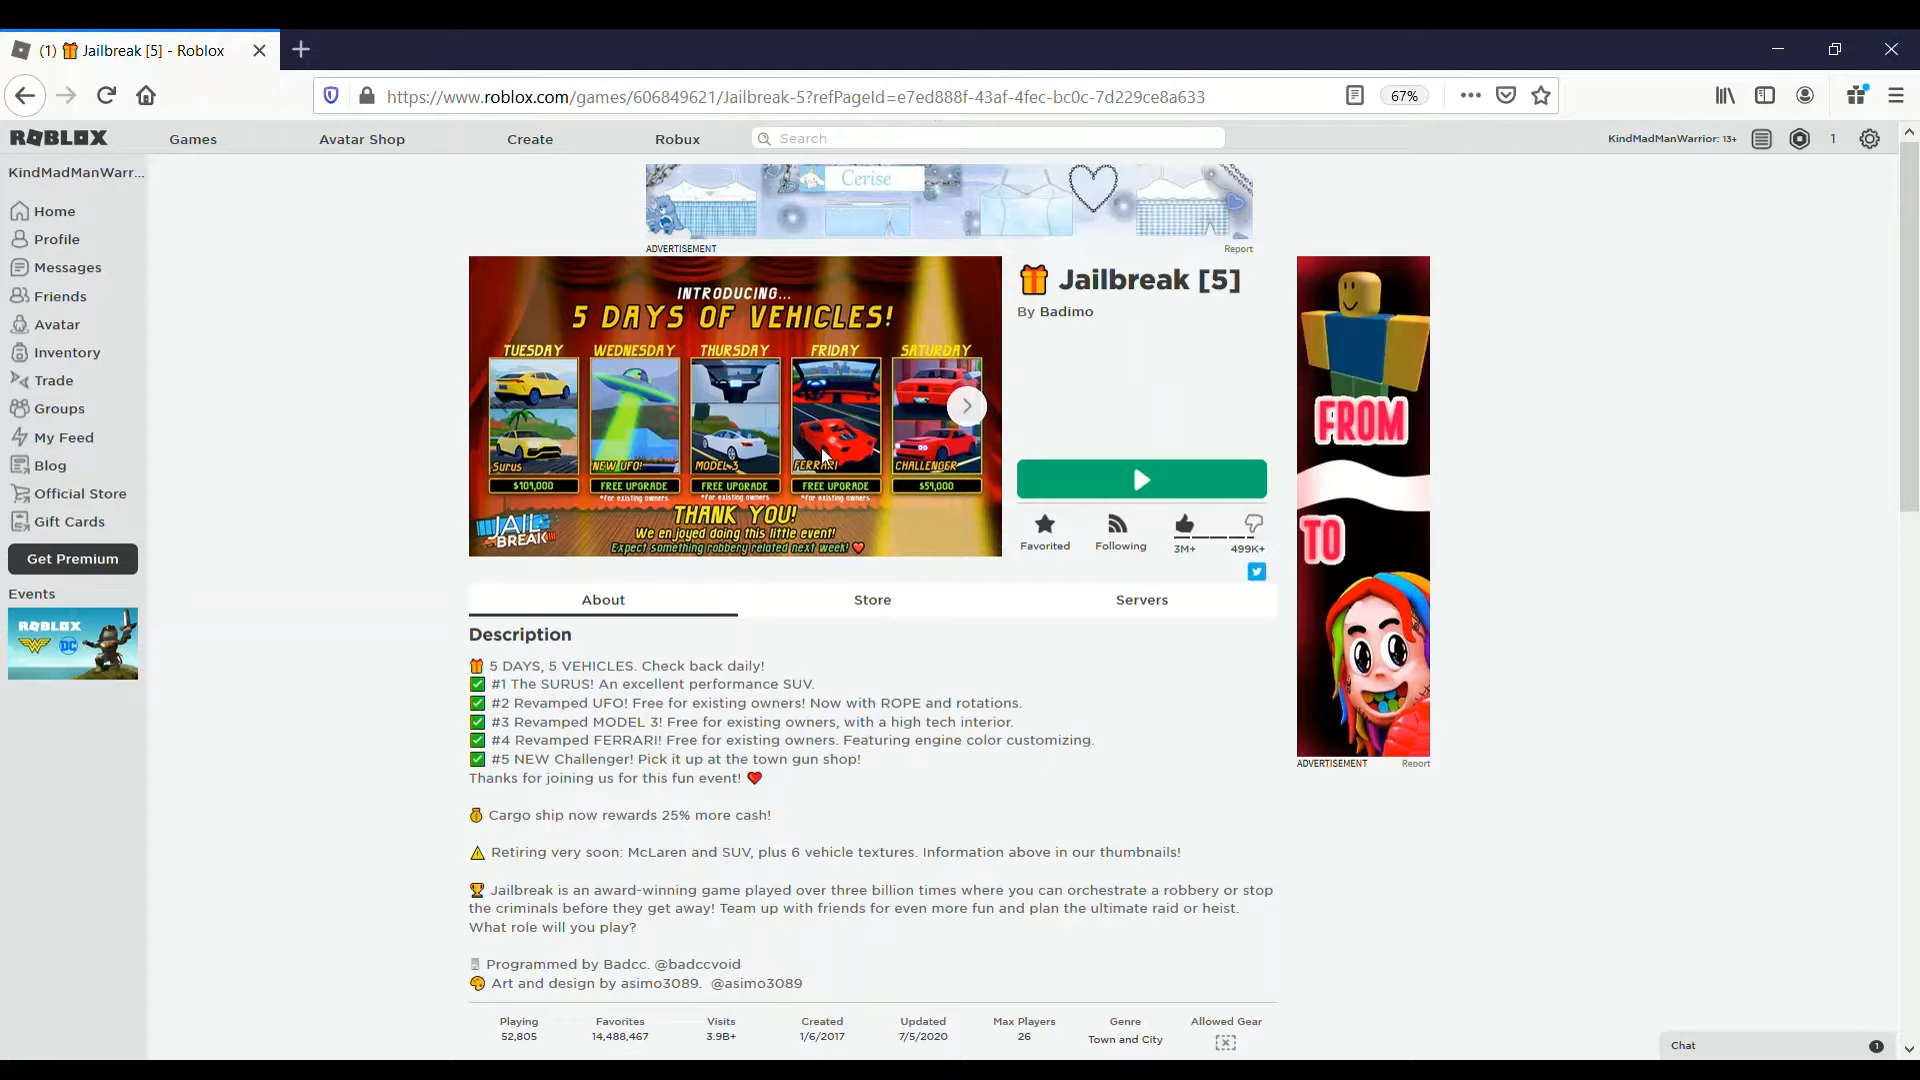 (1) 🎁 Jailbreak [5] - Roblox
https://www.roblox.com/games/606849621/Jailbreak-5?refPageId=e7ed888f-43af-4fec-bc0c-7d229ce8a633
67%
ROBLOX
Games
Avatar Shop
Create
Robux
Search
KindMadManWarrior: 13+
1
KindMadManWarr...
Home
Profile
Messages
Friends
Avatar
Inventory
Trade
Groups
My Feed
Blog
Official Store
Gift Cards
Get Premium
Events
ROBLOX
DC
Cerise
ADVERTISEMENT
Report
INTRODUCING...
5 DAYS OF VEHICLES!
TUESDAY WEDNESDAY THURSDAY FRIDAY SATURDAY
Surus NEW UFO! MODEL 3 FERRARI CHALLENGER
$109,000 FREE UPGRADE FREE UPGRADE FREE UPGRADE $59,000
*for existing owners *for existing owners *for existing owners
THANK YOU!
We enjoyed doing this little event!
Expect something robbery related next week! ❤
JAIL
BREAK
🎁 Jailbreak [5]
By Badimo
Favorited
Following
3M+
499K+
FROM
TO
ADVERTISEMENT
Report
About
Store
Servers
Description
🎁 5 DAYS, 5 VEHICLES. Check back daily!
✅ #1 The SURUS! An excellent performance SUV.
✅ #2 Revamped UFO! Free for existing owners! Now with ROPE and rotations.
✅ #3 Revamped MODEL 3! Free for existing owners, with a high tech interior.
✅ #4 Revamped FERRARI! Free for existing owners. Featuring engine color customizing.
✅ #5 NEW Challenger! Pick it up at the town gun shop!
Thanks for joining us for this fun event! ❤
💰 Cargo ship now rewards 25% more cash!
⚠ Retiring very soon: McLaren and SUV, plus 6 vehicle textures. Information above in our thumbnails!
🏆 Jailbreak is an award-winning game played over three billion times where you can orchestrate a robbery or stop
the criminals before they get away! Team up with friends for even more fun and plan the ultimate raid or heist.
What role will you play?
Programmed by Badcc. @badccvoid
🎨 Art and design by asimo3089. @asimo3089
Playing Favorites Visits Created Updated Max Players Genre Allowed Gear
52,805 14,488,467 3.9B+ 1/6/2017 7/5/2020 26 Town and City
Chat
1